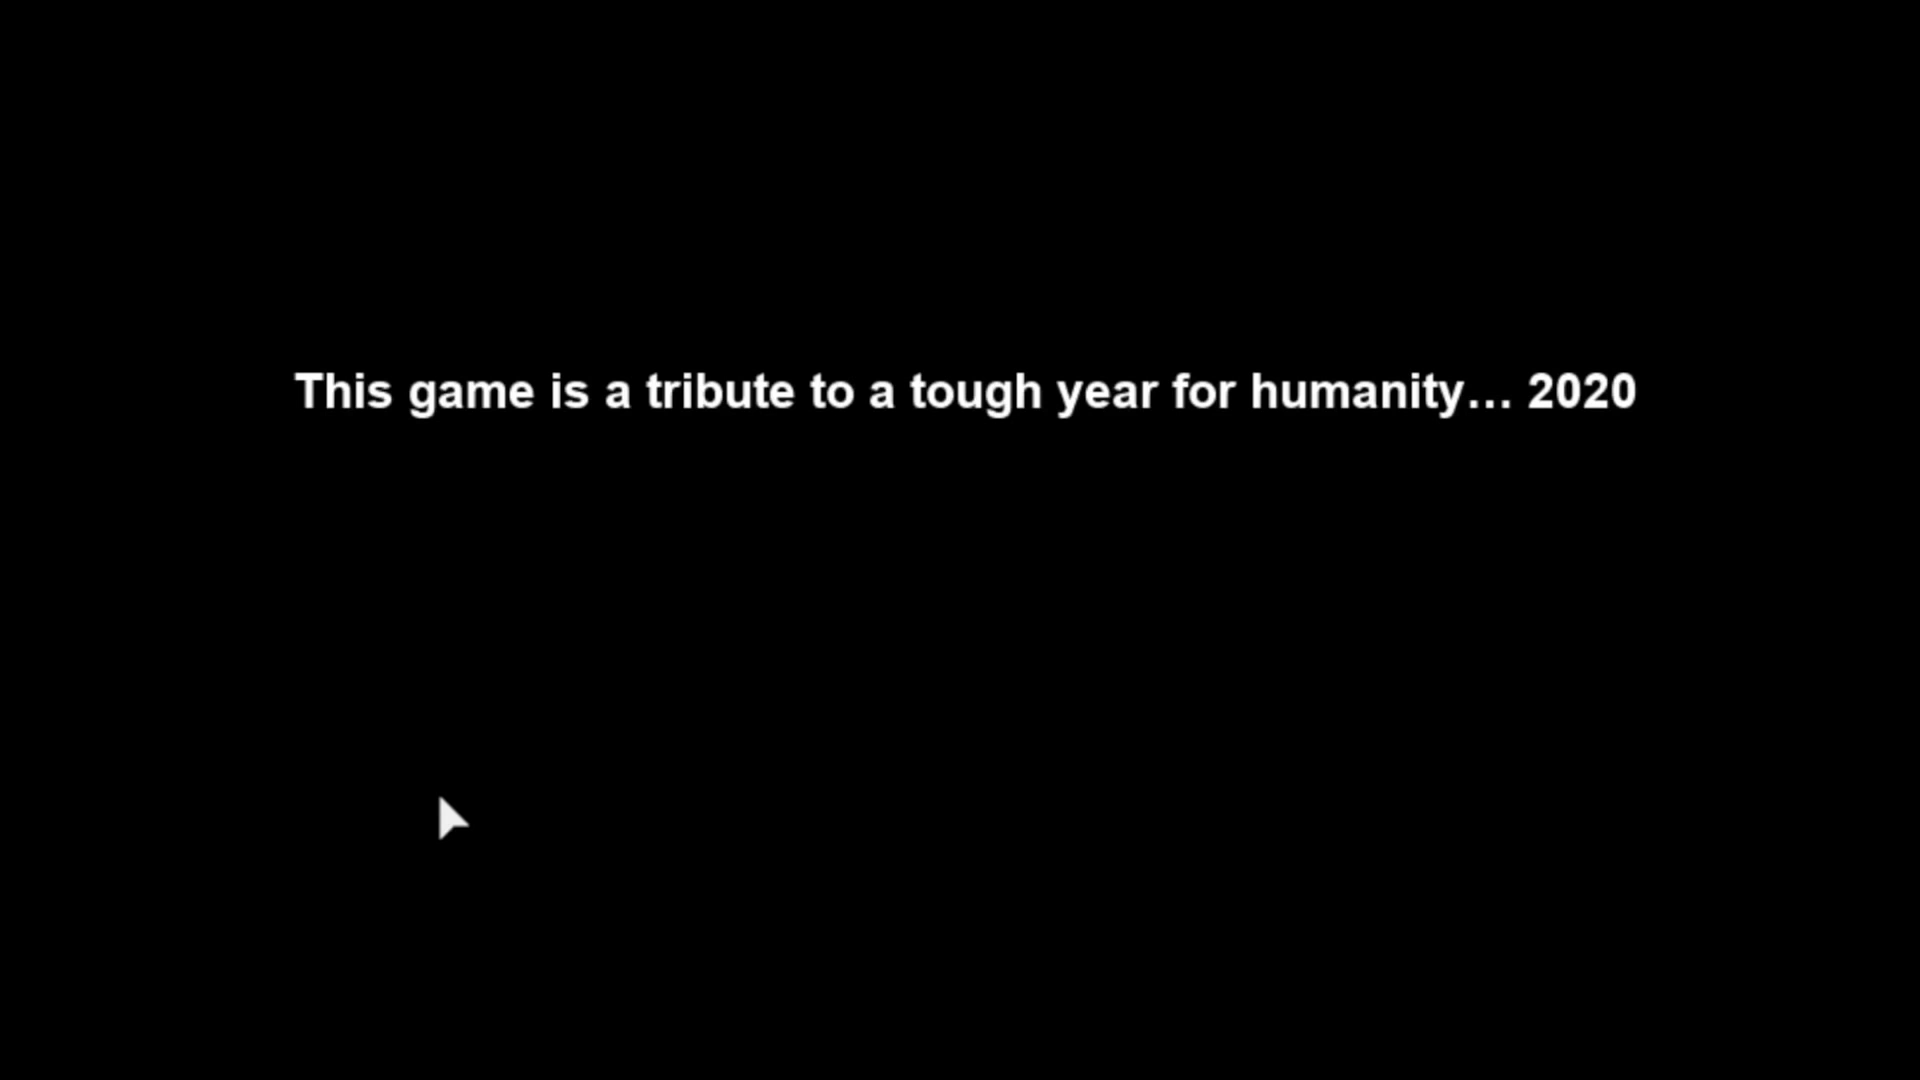 This game is a tribute to a tough year for humanity… 2020